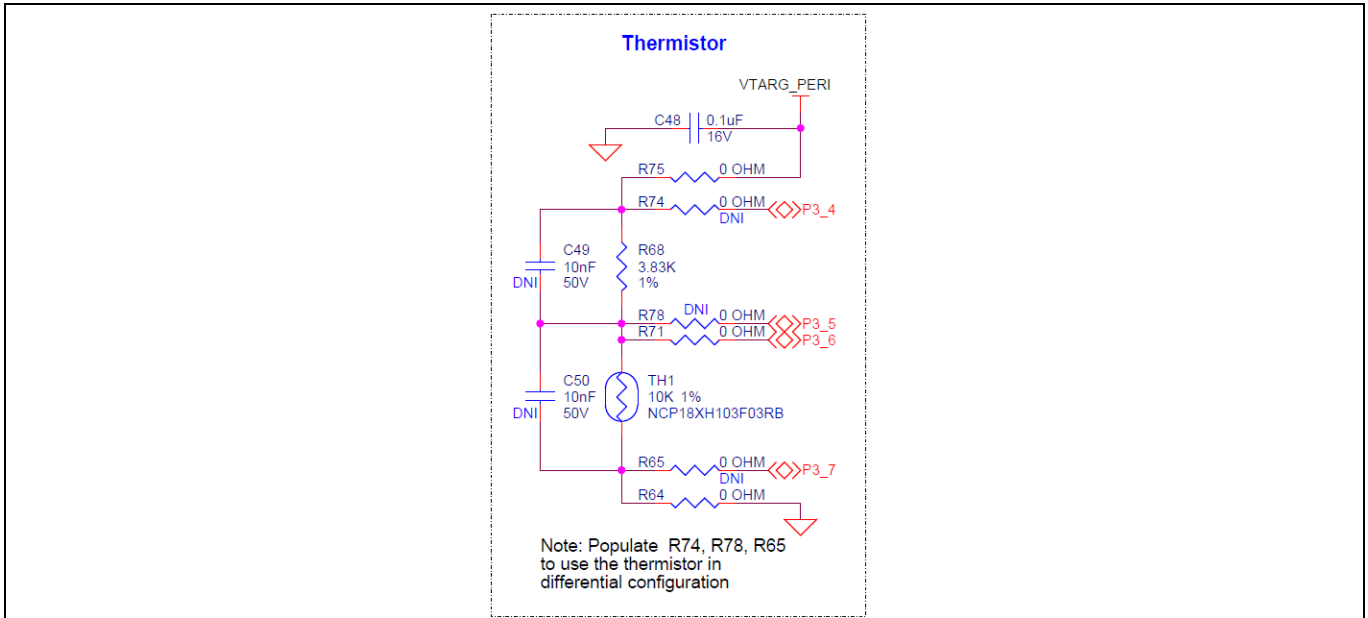 Thermistor
VTARG_PERI
C48 0.1uF
16V
R75 0 OHM
R74 0 OHM P3_4
DNI
C49 R68
10nF 3.83K
DNI 50V 1%
DNI
R78 0 OHM P3_5
R71 0 OHM P3_6
C50 TH1
10nF 10K 1%
DNI 50V NCP18XH103F03RB
R65 0 OHM P3_7
DNI
R64 0 OHM
Note: Populate R74, R78, R65
to use the thermistor in
differential configuration